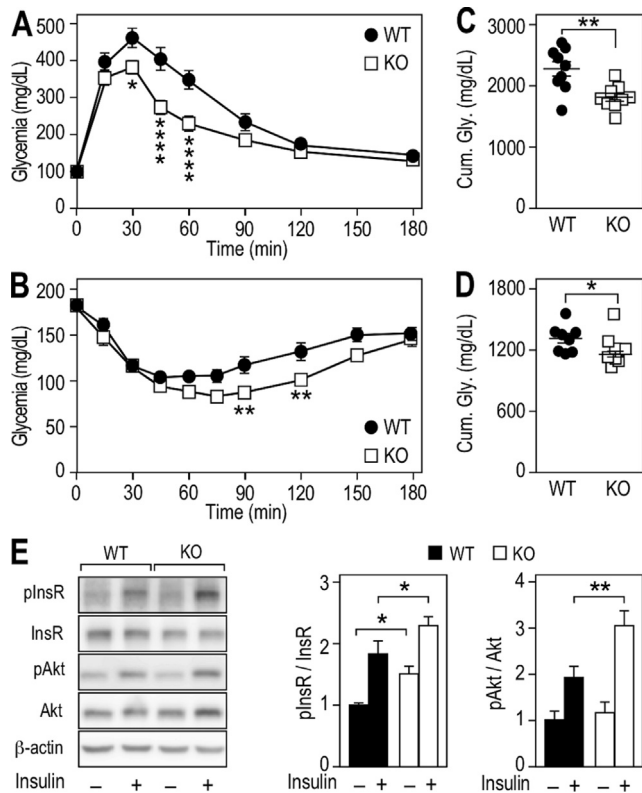 A
Glycemia (mg/dL)
500
400
300
200
100
0
WT
KO
*
****
****
0 30 60 90 120 150 180
Time (min)
C
Cum. Gly. (mg/dL)
3000
2000
1000
0
**
WT KO
B
Glycemia (mg/dL)
200
150
100
50
0
WT
KO
**
**
0 30 60 90 120 150 180
Time (min)
D
Cum. Gly. (mg/dL)
1800
1200
600
0
*
WT KO
E
WT KO
pInsR
InsR
pAkt
Akt
β-actin
Insulin – + – +
WT KO
pInsR / InsR
3
2
1
0
*
*
Insulin – + – +
pAkt / Akt
4
3
2
1
0
**
– + – +